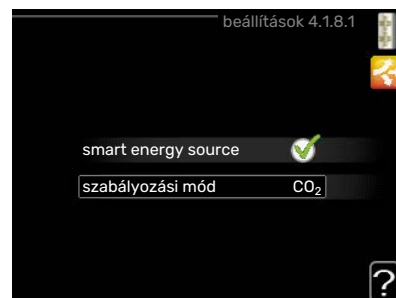 beállítások 4.1.8.1
smart energy source
szabályozási mód CO₂
?